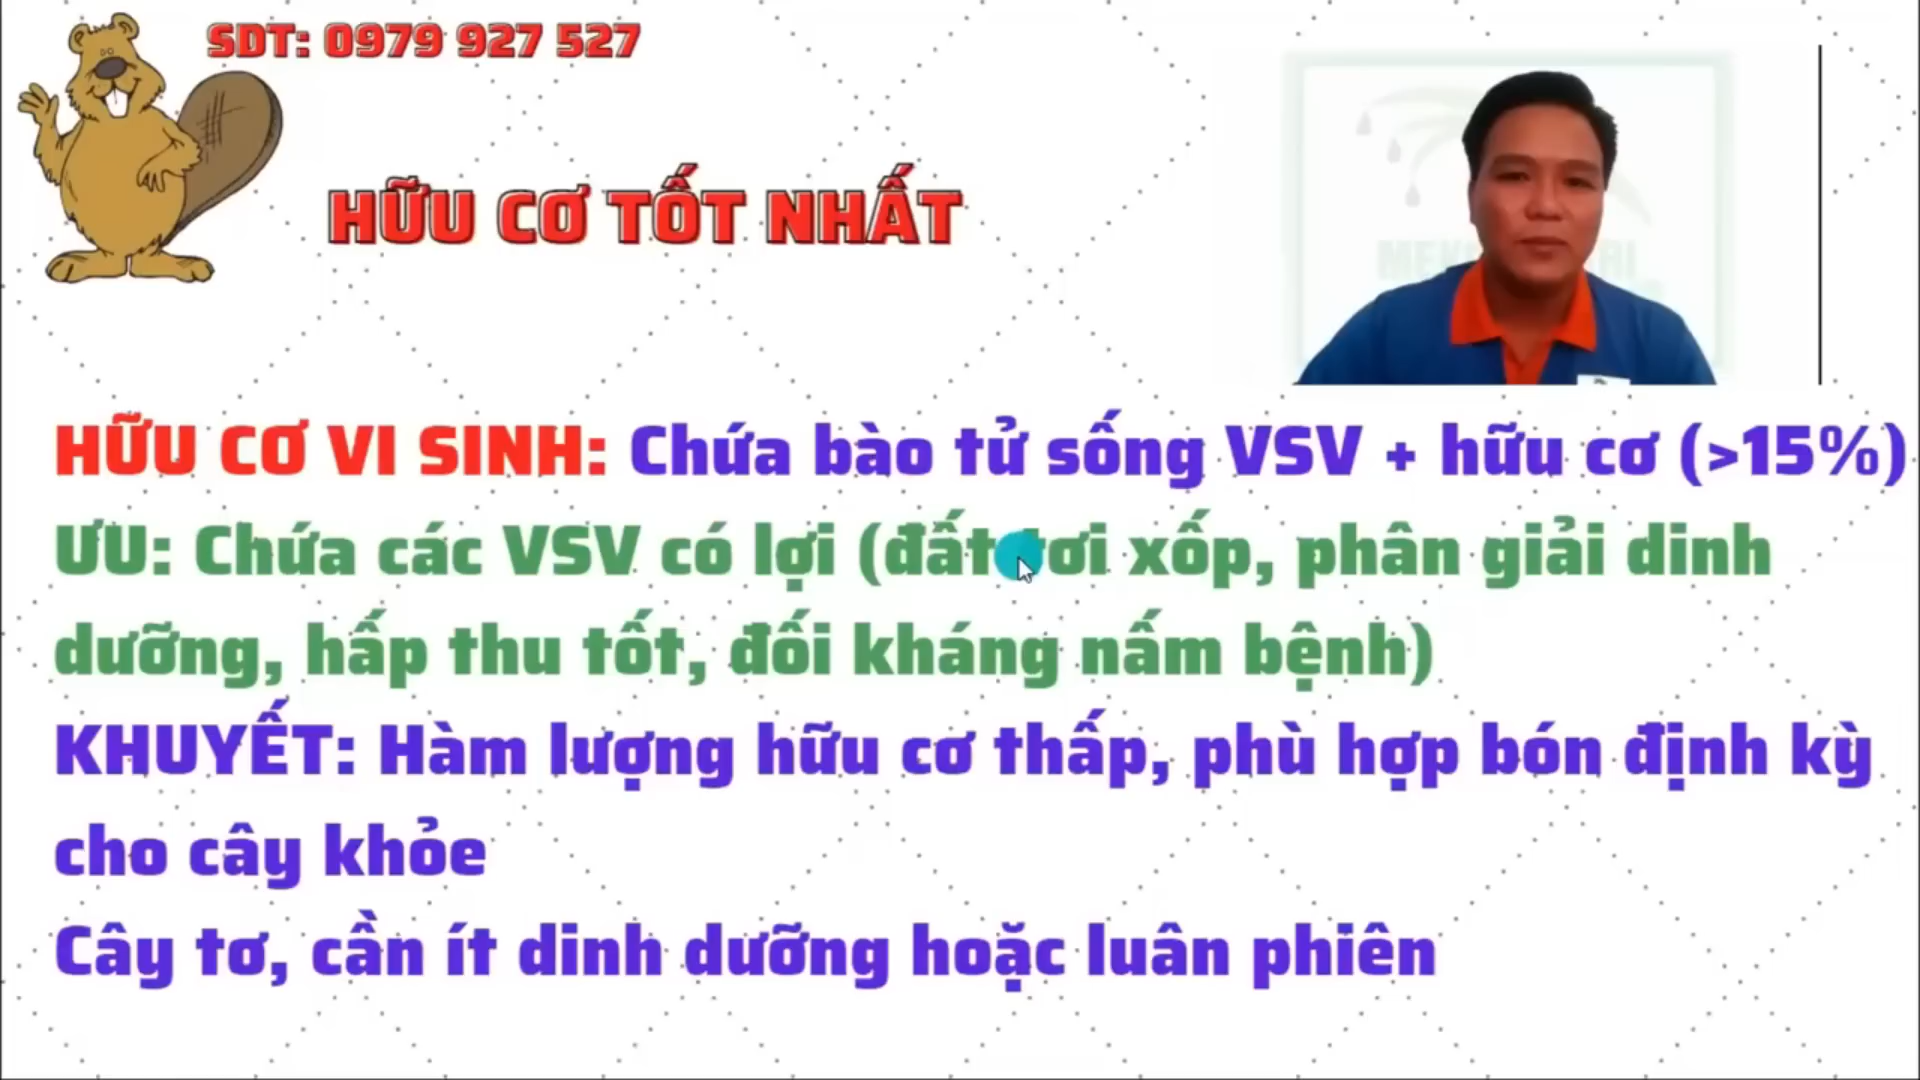 SDT: 0979 927 527
HỮU CƠ TỐT NHẤT
HỮU CƠ VI SINH: Chứa bào tử sống VSV + hữu cơ (>15%)
ƯU: Chứa các VSV có lợi (đất tơi xốp, phân giải dinh
dưỡng, hấp thu tốt, đối kháng nấm bệnh)
KHUYẾT: Hàm lượng hữu cơ thấp, phù hợp bón định kỳ
cho cây khỏe
Cây tơ, cần ít dinh dưỡng hoặc luân phiên